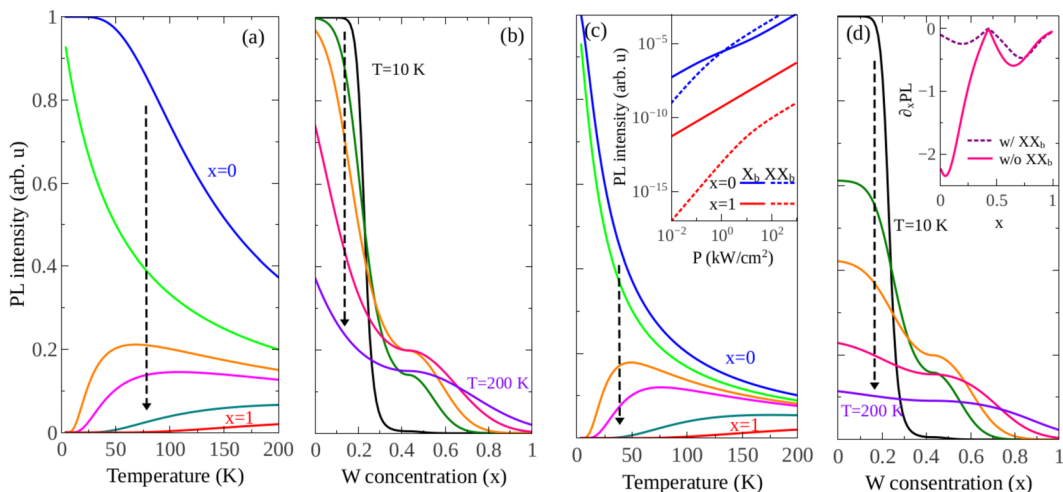 (a)
x=0
x=1
PL intensity (arb. u)
1
0.8
0.6
0.4
0.2
0
0 50 100 150 200
Temperature (K)
(b)
T=10 K
T=200 K
0 0.2 0.4 0.6 0.8 1
W concentration (x)
(c)
PL intensity (arb. u)
10⁻⁵
10⁻¹⁰
10⁻¹⁵
X_b XX_b
x=0
x=1
10⁻² 10⁰ 10²
P (kW/cm²)
x=0
x=1
0 50 100 150 200
Temperature (K)
(d)
∂ₓPL
0
-1
-2
w/ XX_b
w/o XX_b
0 0.5 1
x
T=10 K
T=200 K
0 0.2 0.4 0.6 0.8 1
W consentration (x)